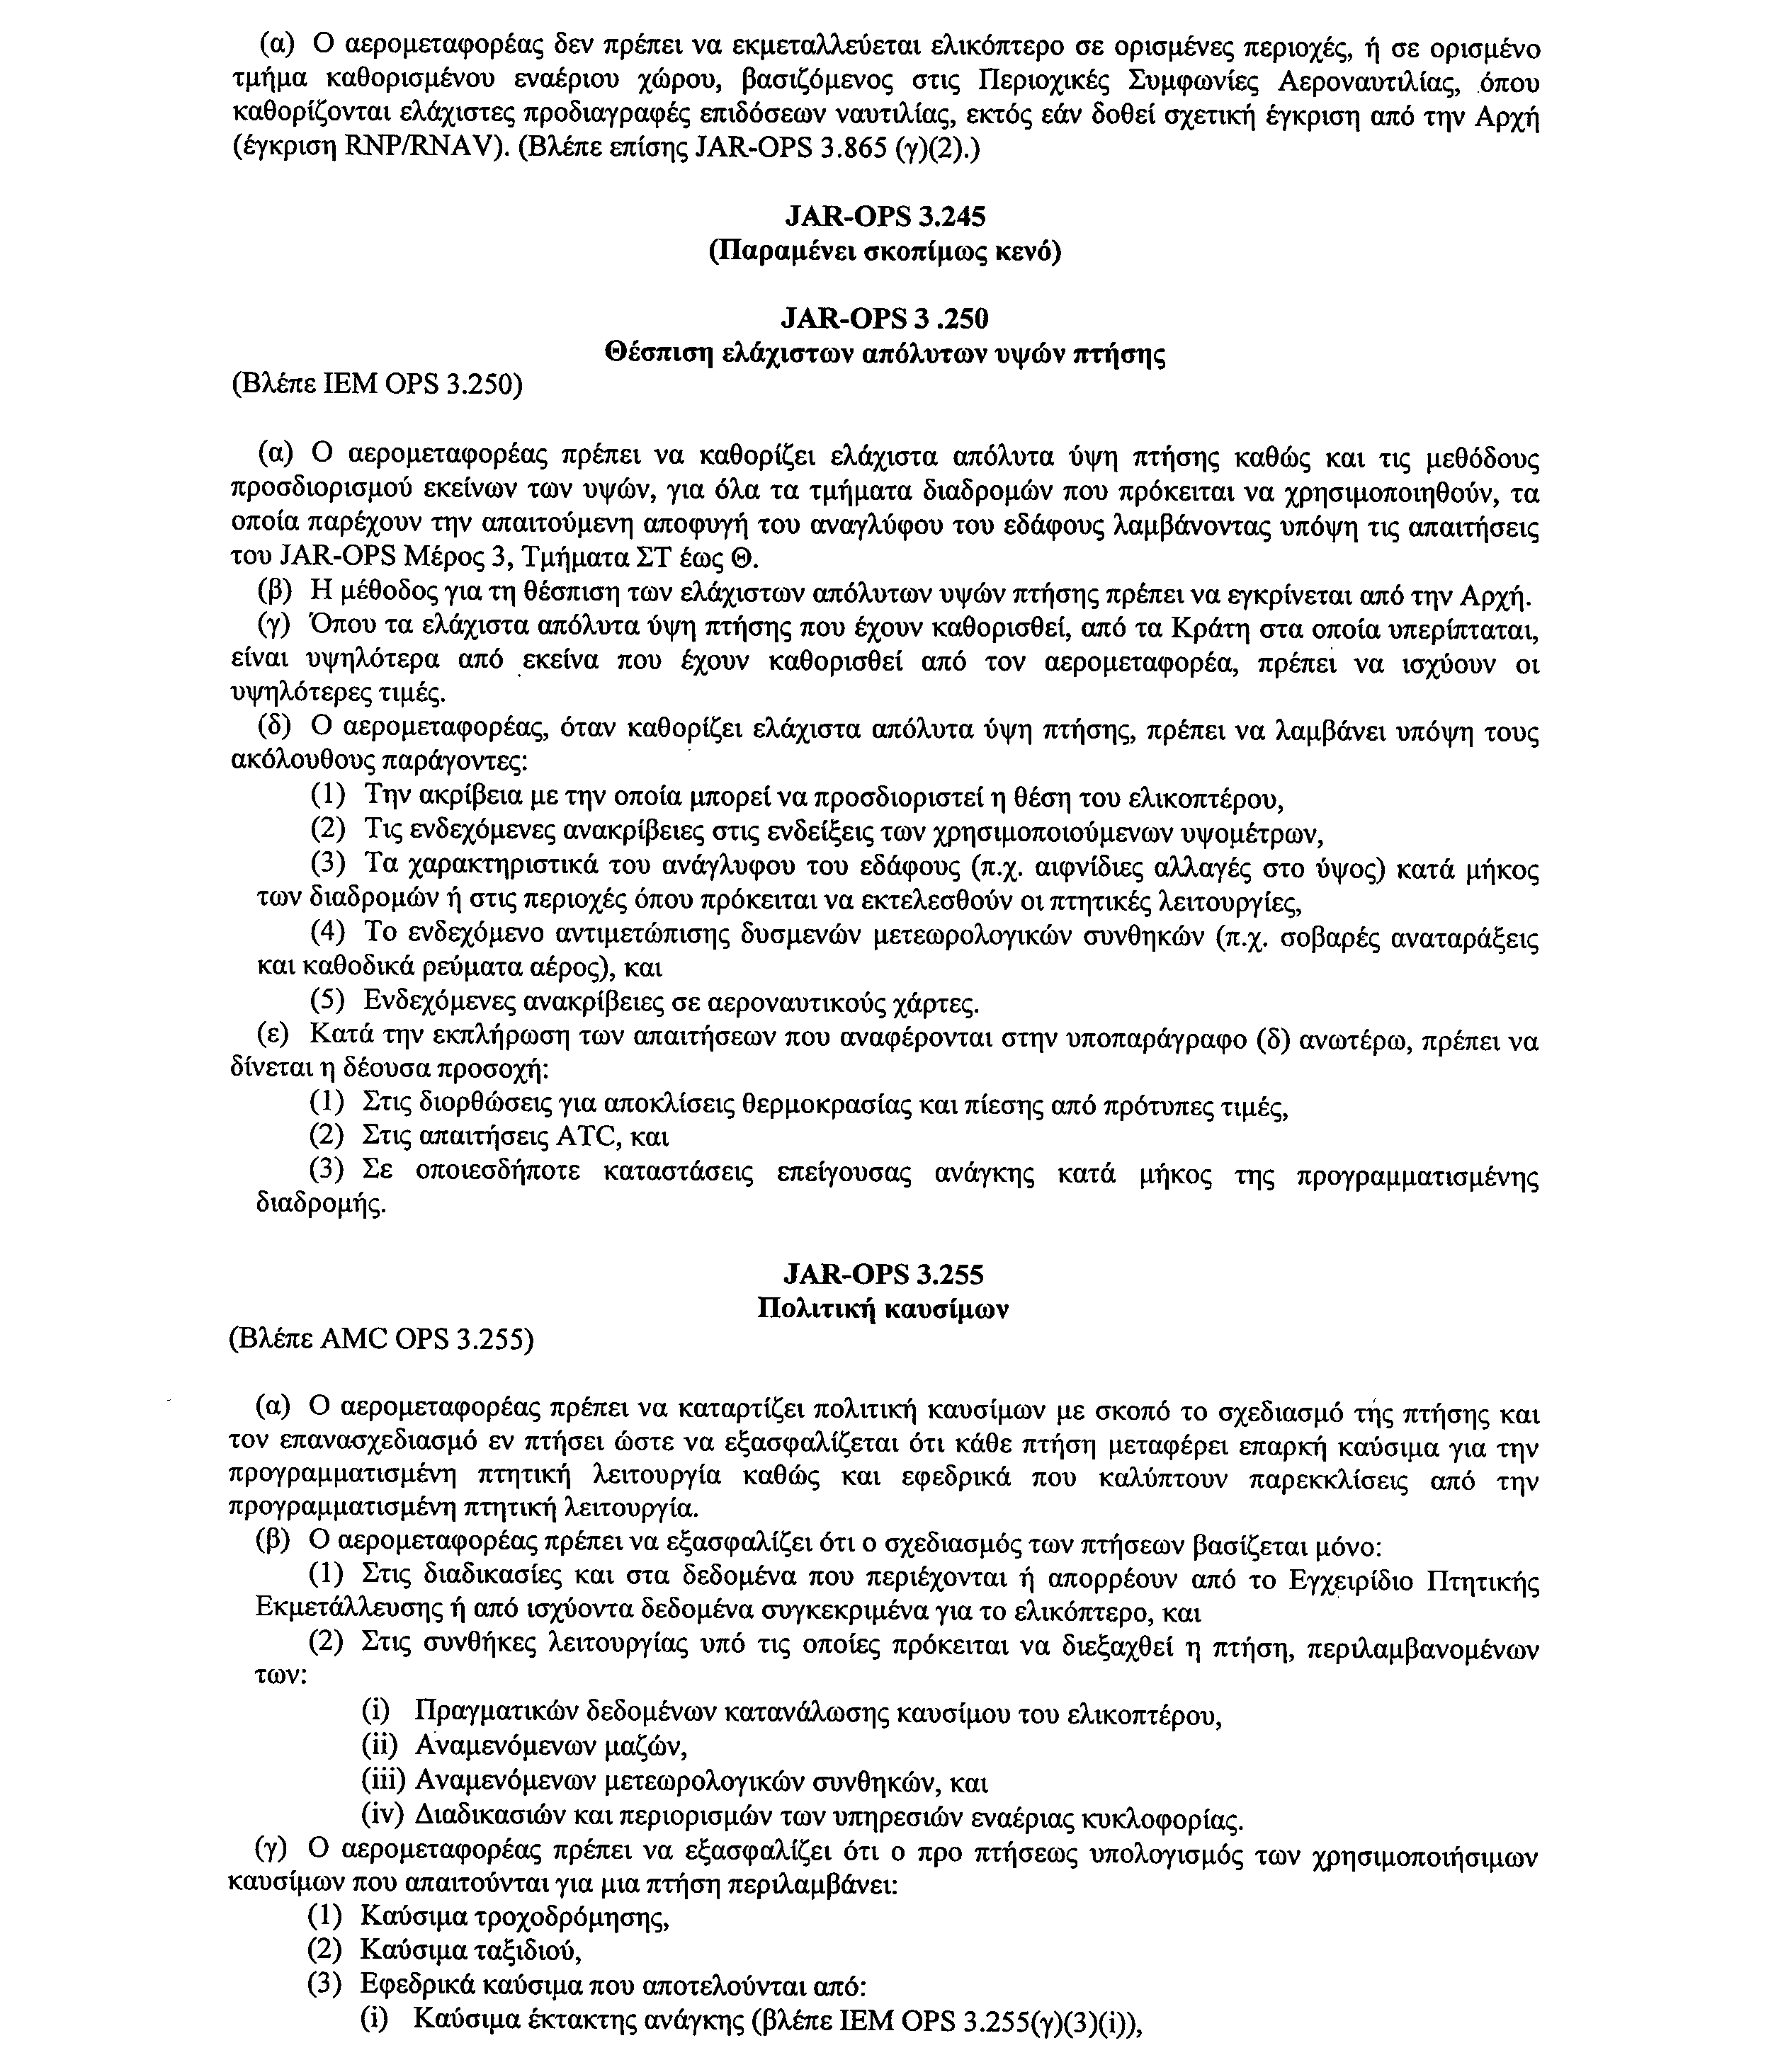 (α) Ο αερομεταφορέας δεν πρέπει να εκμεταλλεύεται ελικόπτερο σε ορισμένες περιοχές, ή σε ορισμένο
τμήμα καθορισμένου εναέριου χώρου, βασιζόμενος στις Περιοχικές Συμφωνίες Αεροναυτιλίας, όπου
καθορίζονται ελάχιστες προδιαγραφές επιδόσεων ναυτιλίας, εκτός εάν δοθεί σχετική έγκριση από την Αρχή
(έγκριση RNP/RNAV). (Βλέπε επίσης JAR-OPS 3.865 (γ)(2).)
JAR-OPS 3.245
(Παραμένει σκοπίμως κενό)
JAR-OPS 3 .250
Θέσπιση ελάχιστων απόλυτων υψών πτήσης
(Βλέπε IEM OPS 3.250)
(α) Ο αερομεταφορέας πρέπει να καθορίζει ελάχιστα απόλυτα ύψη πτήσης καθώς και τις μεθόδους
προσδιορισμού εκείνων των υψών, για όλα τα τμήματα διαδρομών που πρόκειται να χρησιμοποιηθούν, τα
οποία παρέχουν την απαιτούμενη αποφυγή του αναγλύφου του εδάφους λαμβάνοντας υπόψη τις απαιτήσεις
του JAR-OPS Μέρος 3, Τμήματα ΣΤ έως Θ.
(β) Η μέθοδος για τη θέσπιση των ελάχιστων απόλυτων υψών πτήσης πρέπει να εγκρίνεται από την Αρχή.
(γ) Όπου τα ελάχιστα απόλυτα ύψη πτήσης που έχουν καθορισθεί, από τα Κράτη στα οποία υπερίπταται,
είναι υψηλότερα από εκείνα που έχουν καθορισθεί από τον αερομεταφορέα, πρέπει να ισχύουν οι
υψηλότερες τιμές.
(δ) Ο αερομεταφορέας, όταν καθορίζει ελάχιστα απόλυτα ύψη πτήσης, πρέπει να λαμβάνει υπόψη τους
ακόλουθους παράγοντες:
(1) Την ακρίβεια με την οποία μπορεί να προσδιοριστεί η θέση του ελικοπτέρου,
(2) Τις ενδεχόμενες ανακρίβειες στις ενδείξεις των χρησιμοποιούμενων υψομέτρων,
(3) Τα χαρακτηριστικά του ανάγλυφου του εδάφους (π.χ. αιφνίδιες αλλαγές στο ύψος) κατά μήκος
των διαδρομών ή στις περιοχές όπου πρόκειται να εκτελεσθούν οι πτητικές λειτουργίες,
(4) Το ενδεχόμενο αντιμετώπισης δυσμενών μετεωρολογικών συνθηκών (π.χ. σοβαρές αναταράξεις
και καθοδικά ρεύματα αέρος), και
(5) Ενδεχόμενες ανακρίβειες σε αεροναυτικούς χάρτες.
(ε) Κατά την εκπλήρωση των απαιτήσεων που αναφέρονται στην υποπαράγραφο (δ) ανωτέρω, πρέπει να
δίνεται η δέουσα προσοχή:
(1) Στις διορθώσεις για αποκλίσεις θερμοκρασίας και πίεσης από πρότυπες τιμές,
(2) Στις απαιτήσεις ATC, και
(3) Σε οποιεσδήποτε καταστάσεις επείγουσας ανάγκης κατά μήκος της προγραμματισμένης
διαδρομής.
JAR-OPS 3.255
Πολιτική καυσίμων
(Βλέπε AMC OPS 3.255)
(α) Ο αερομεταφορέας πρέπει να καταρτίζει πολιτική καυσίμων με σκοπό το σχεδιασμό της πτήσης και
τον επανασχεδιασμό εν πτήσει ώστε να εξασφαλίζεται ότι κάθε πτήση μεταφέρει επαρκή καύσιμα για την
προγραμματισμένη πτητική λειτουργία καθώς και εφεδρικά που καλύπτουν παρεκκλίσεις από την
προγραμματισμένη πτητική λειτουργία.
(β) Ο αερομεταφορέας πρέπει να εξασφαλίζει ότι ο σχεδιασμός των πτήσεων βασίζεται μόνο:
(1) Στις διαδικασίες και στα δεδομένα που περιέχονται ή απορρέουν από το Εγχειρίδιο Πτητικής
Εκμετάλλευσης ή από ισχύοντα δεδομένα συγκεκριμένα για το ελικόπτερο, και
(2) Στις συνθήκες λειτουργίας υπό τις οποίες πρόκειται να διεξαχθεί η πτήση, περιλαμβανομένων
των:
(i) Πραγματικών δεδομένων κατανάλωσης καυσίμου του ελικοπτέρου,
(ii) Αναμενόμενων μαζών,
(iii) Αναμενόμενων μετεωρολογικών συνθηκών, και
(iv) Διαδικασιών και περιορισμών των υπηρεσιών εναέριας κυκλοφορίας.
(γ) Ο αερομεταφορέας πρέπει να εξασφαλίζει ότι ο προ πτήσεως υπολογισμός των χρησιμοποιήσιμων
καυσίμων που απαιτούνται για μια πτήση περιλαμβάνει:
(1) Καύσιμα τροχοδρόμησης,
(2) Καύσιμα ταξιδιού,
(3) Εφεδρικά καύσιμα που αποτελούνται από:
(i) Καύσιμα έκτακτης ανάγκης (βλέπε IEM OPS 3.255(γ)(3)(i)),